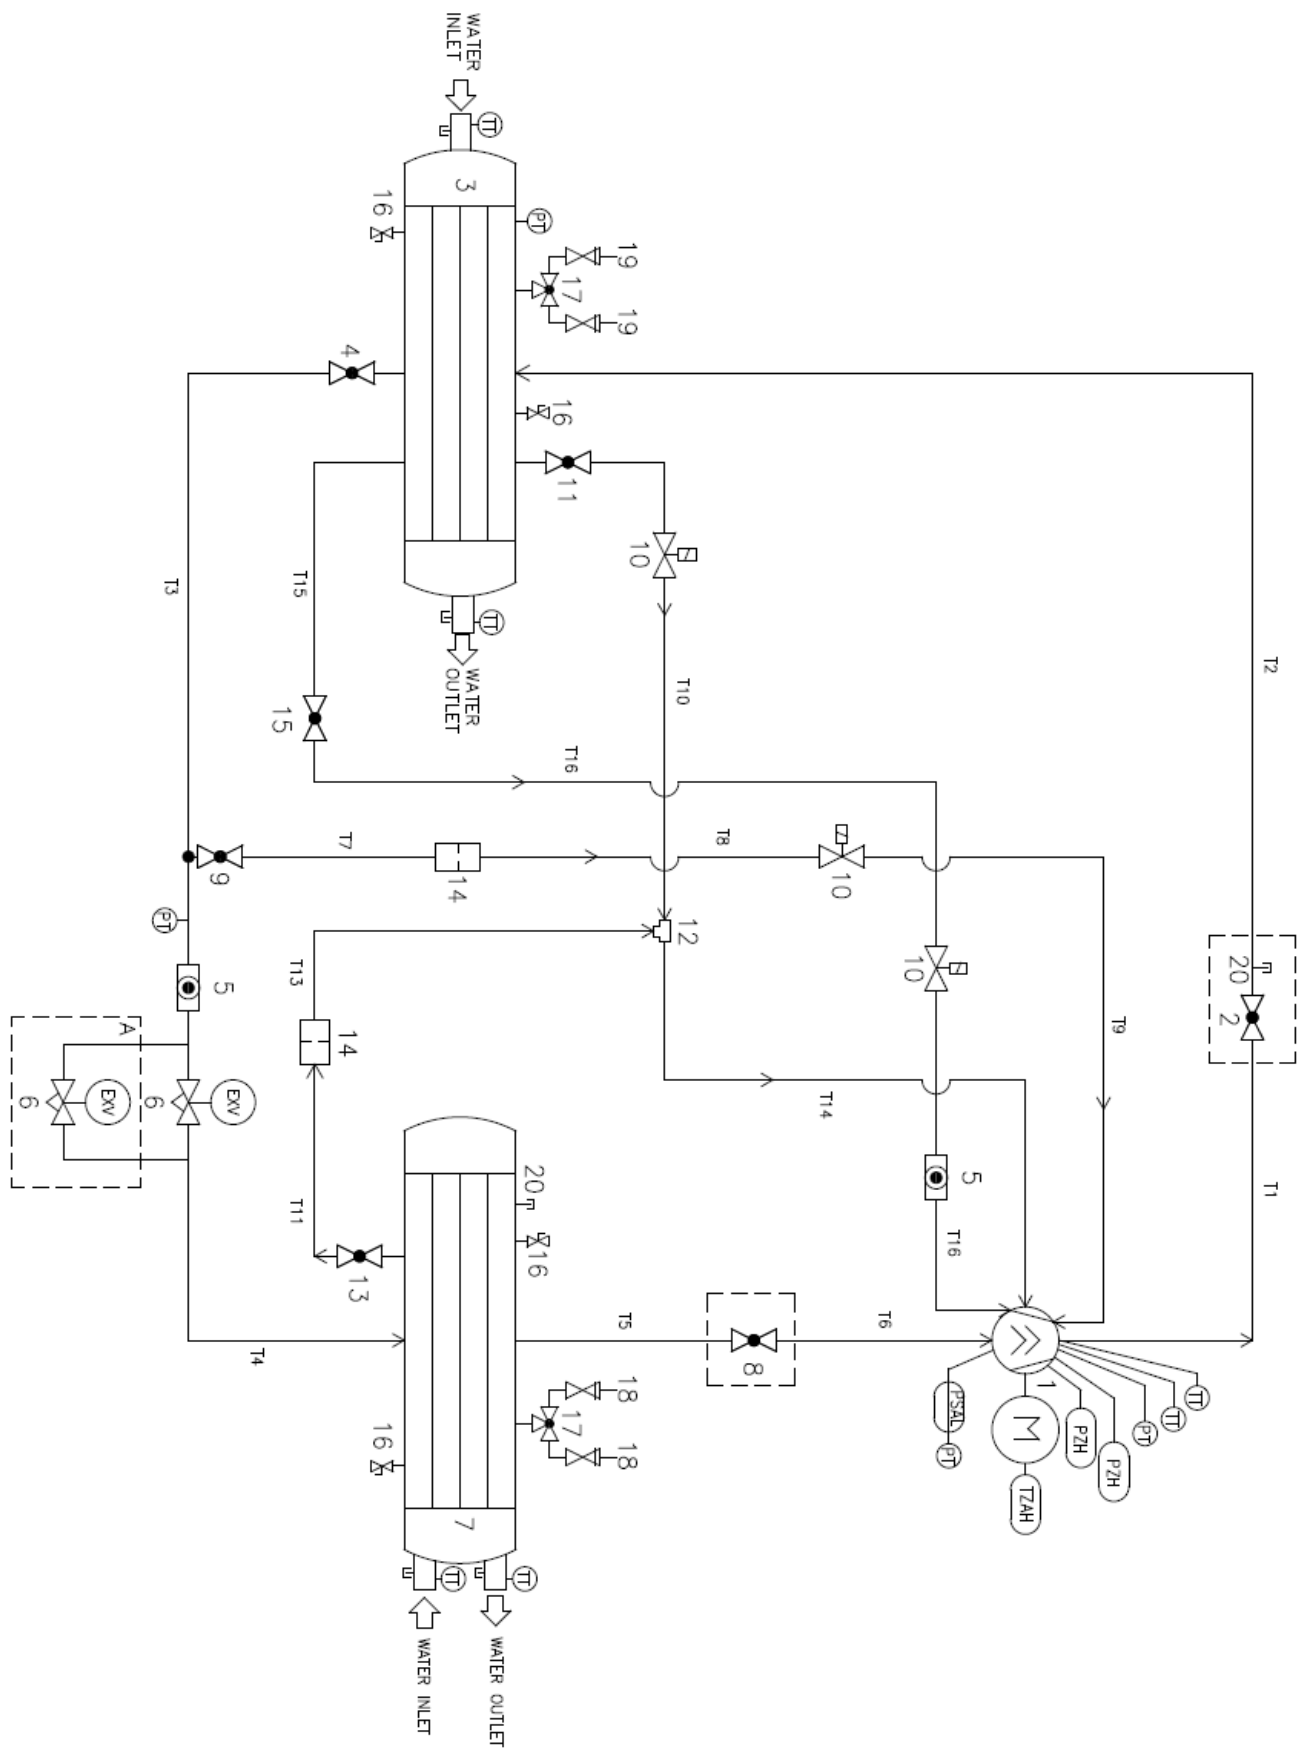 T2
T1
20
2
TT
TT
PT
PZH
T9
PZH
1
M
TZAH
5
T16
PSAL
PT
10
T6
10
T14
8
T8
12
T10
10
19
19
18
18
T5
17
11
17
T16
16
PT
20
16
TT
TT
TT
WATER
INLET
3
WATER
OUTLET
7
WATER OUTLET
14
TT
WATER INLET
16
16
13
4
T7
14
T15
T13
T11
15
T4
EXV
5
9
T3
PT
6
A
EXV
6